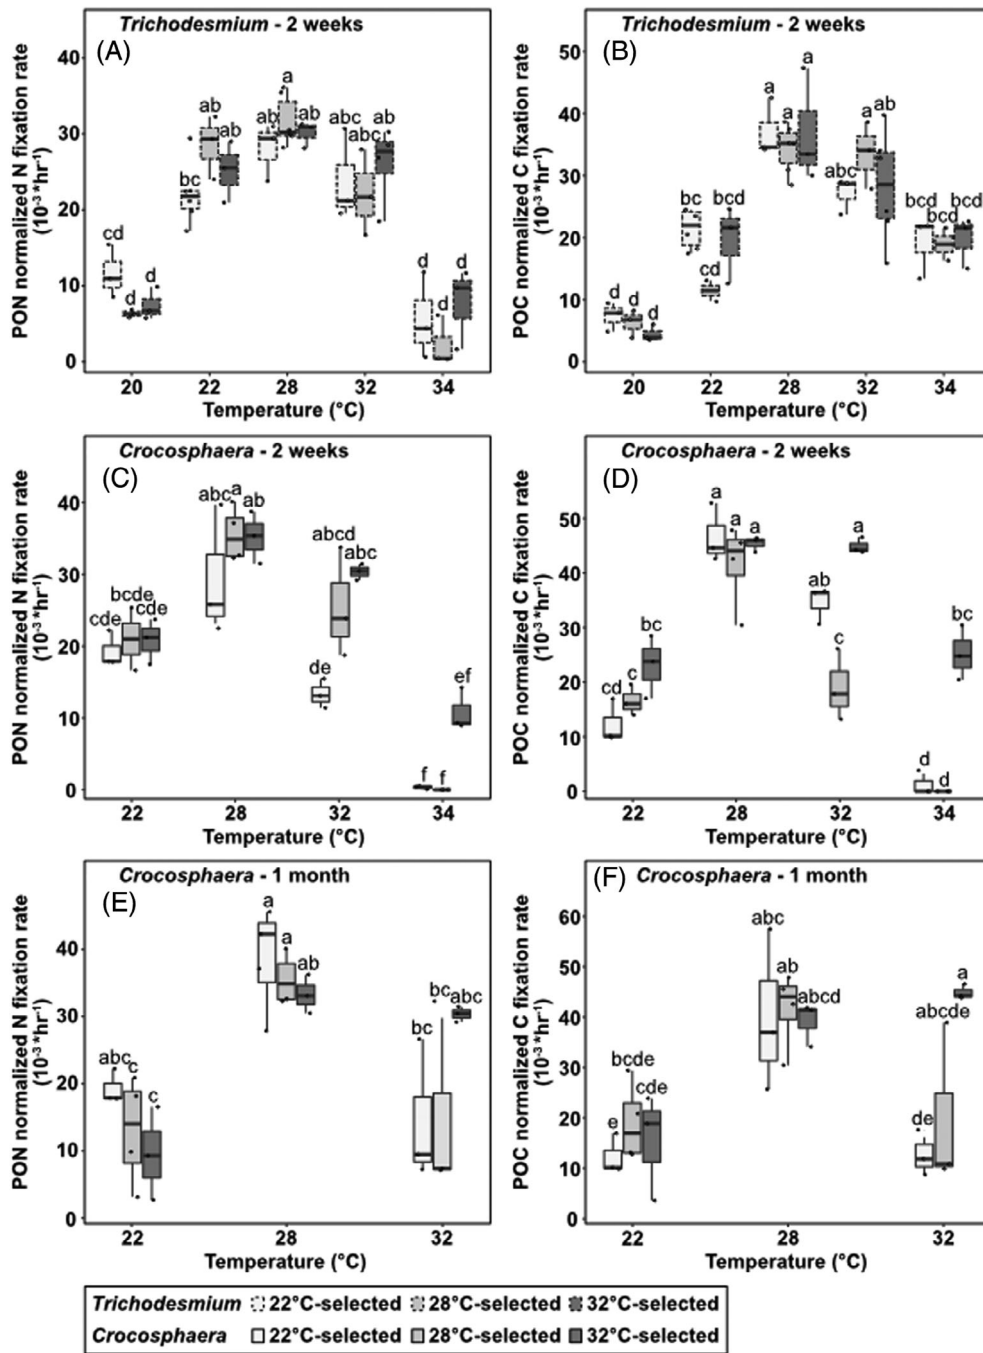 Trichodesmium - 2 weeks
(A)
PON normalized N fixation rate
(10⁻³ *hr⁻¹)
40
30
20
10
0
cd
d
d
bc
ab
ab
ab
a
ab
abc
abc
ab
d
d
d
20
22
28
32
34
Temperature (°C)
Trichodesmium - 2 weeks
(B)
POC normalized C fixation rate
(10⁻³ *hr⁻¹)
50
40
30
20
10
0
d
d
d
bc
cd
bcd
a
a
a
abc
a
ab
bcd
bcd
bcd
20
22
28
32
34
Temperature (°C)
Crocosphaera - 2 weeks
(C)
PON normalized N fixation rate
(10⁻³ *hr⁻¹)
40
30
20
10
0
cde
bcde
cde
abc
a
ab
de
abcd
abc
f
f
ef
22
28
32
34
Temperature (°C)
Crocosphaera - 2 weeks
(D)
POC normalized C fixation rate
(10⁻³ *hr⁻¹)
50
40
30
20
10
0
cd
c
bc
a
a
a
ab
c
a
d
d
bc
22
28
32
34
Temperature (°C)
Crocosphaera - 1 month
(E)
PON normalized N fixation rate
(10⁻³ *hr⁻¹)
40
30
20
10
0
abc
c
c
a
a
ab
bc
bc
abc
22
28
32
Temperature (°C)
Crocosphaera - 1 month
(F)
POC normalized C fixation rate
(10⁻³ *hr⁻¹)
60
50
40
30
20
10
0
e
bcde
cde
abc
ab
abcd
de
abcde
a
22
28
32
Temperature (°C)
Trichodesmium 22°C-selected 28°C-selected 32°C-selected
Crocosphaera 22°C-selected 28°C-selected 32°C-selected